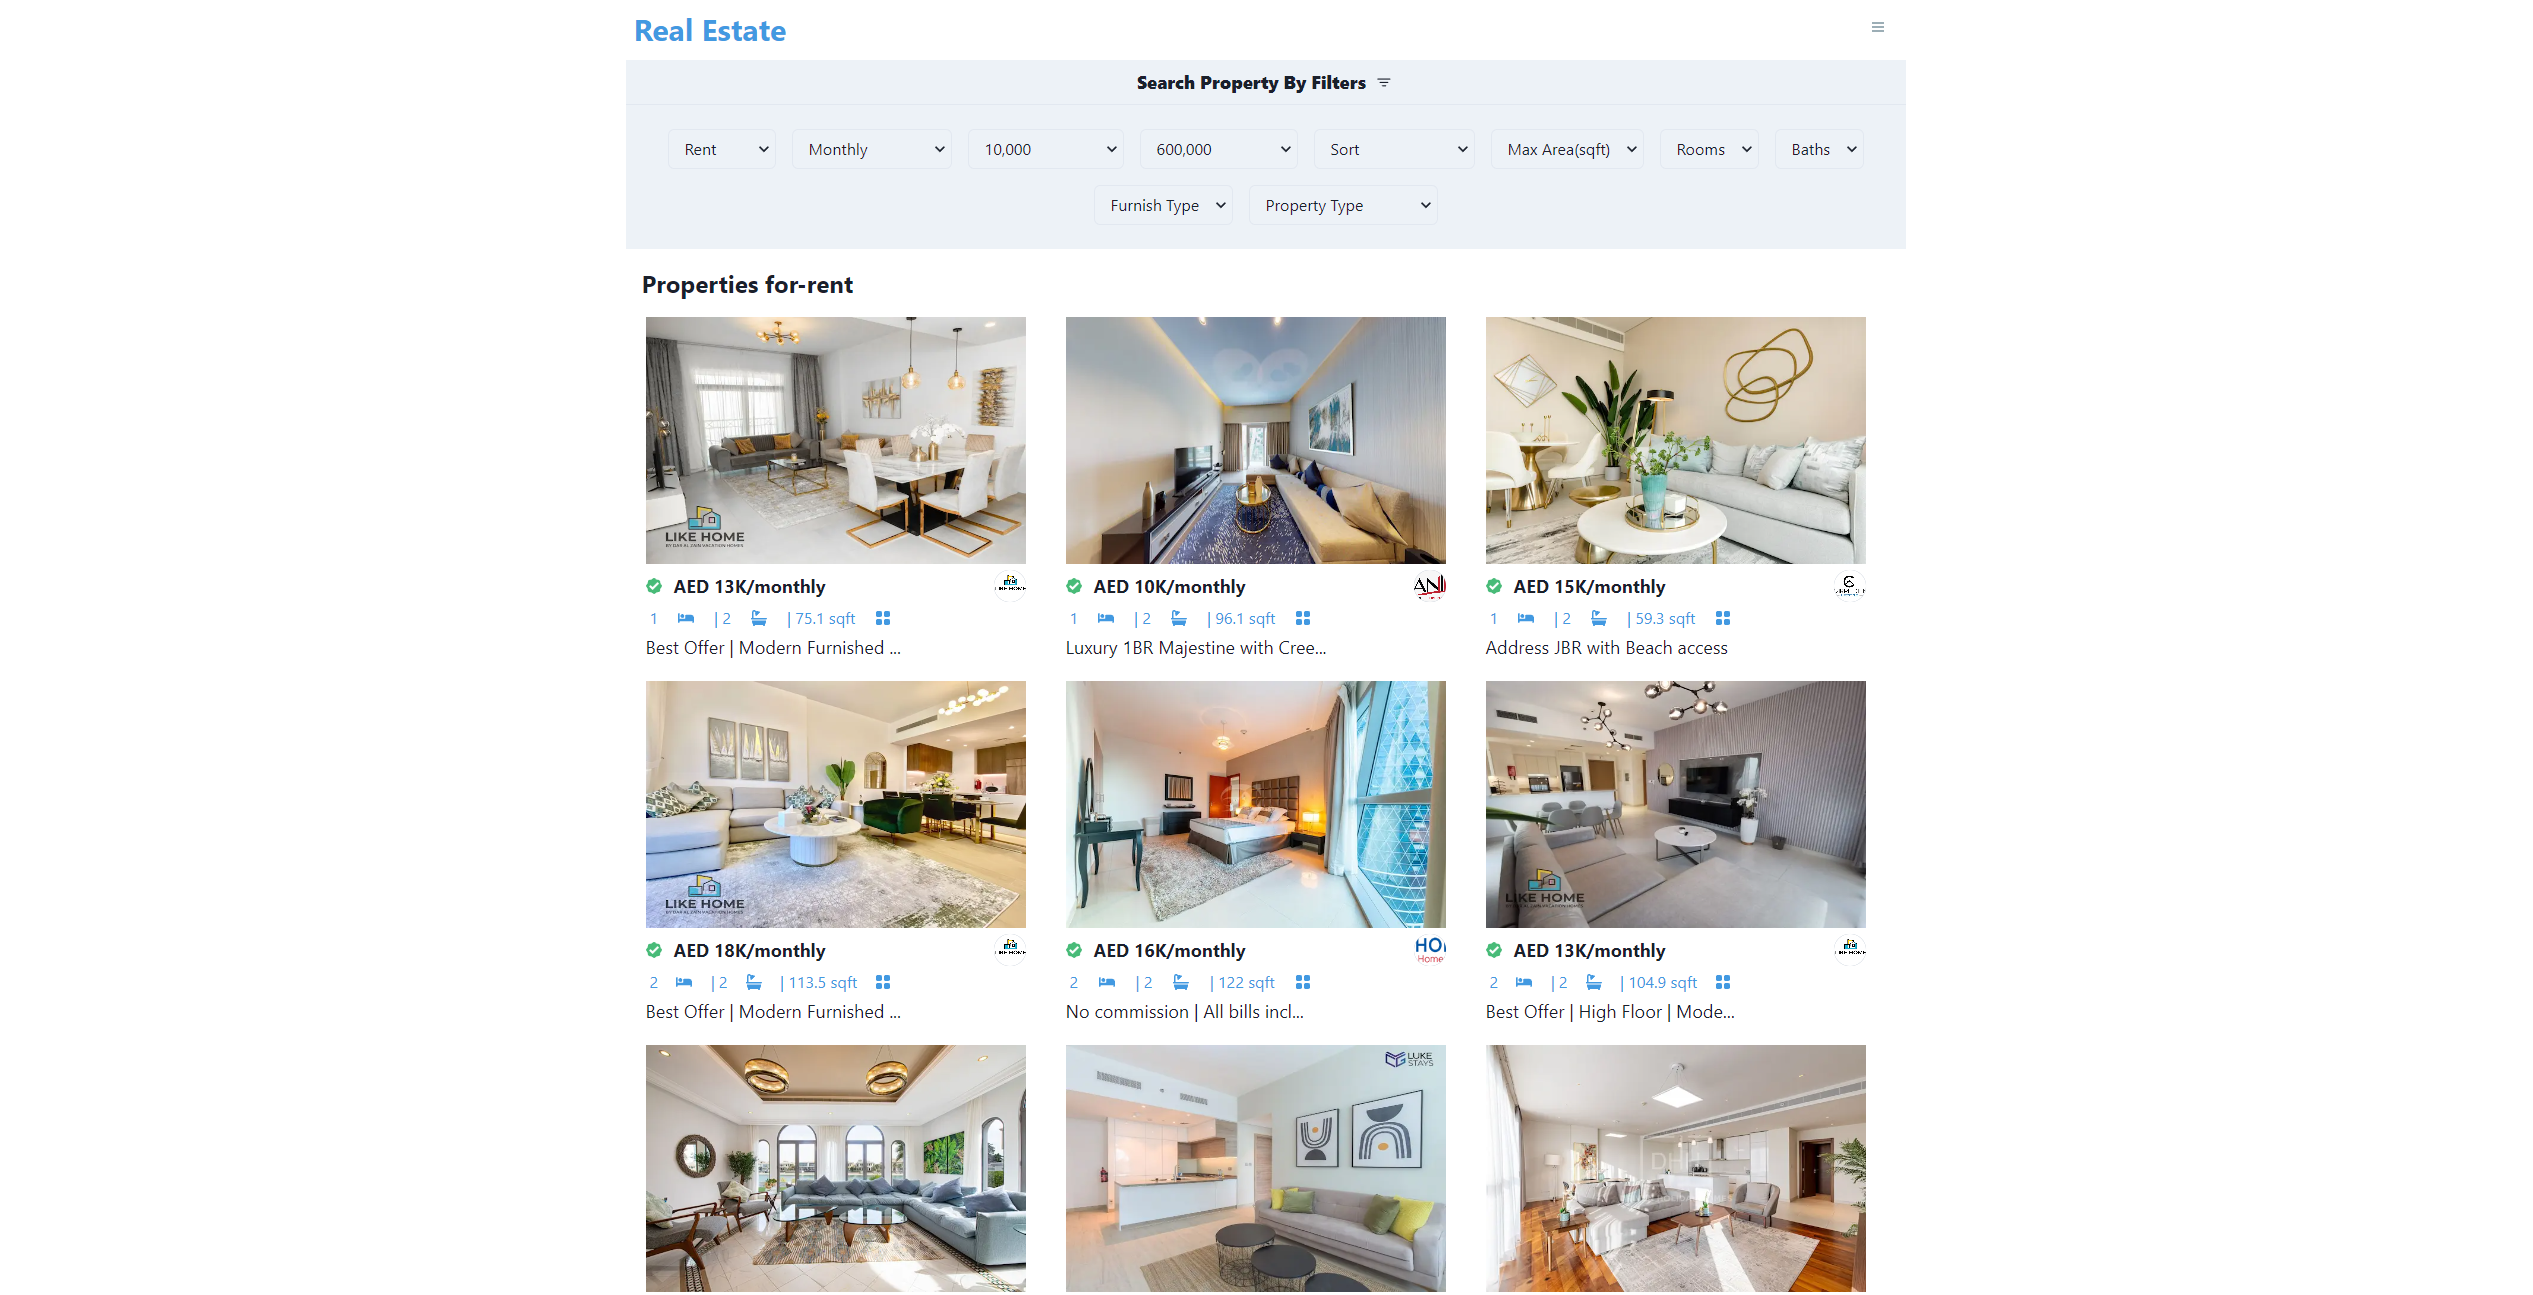 Real Estate
Search Property By Filters
Rent Monthly 10,000 600,000 Sort Max Area(sqft) Rooms Baths
Furnish Type Property Type
Properties for-rent
LIKE HOME
AED 13K/monthly
1 | 2 | 75.1 sqft
Best Offer | Modern Furnished ...
AED 10K/monthly
1 | 2 | 96.1 sqft
Luxury 1BR Majestine with Cree...
AED 15K/monthly
1 | 2 | 59.3 sqft
Address JBR with Beach access
LIKE HOME
AED 18K/monthly
2 | 2 | 113.5 sqft
Best Offer | Modern Furnished ...
AED 16K/monthly
2 | 2 | 122 sqft
No commission | All bills incl...
LIKE HOME
AED 13K/monthly
2 | 2 | 104.9 sqft
Best Offer | High Floor | Mode...
LUKE
STAYS